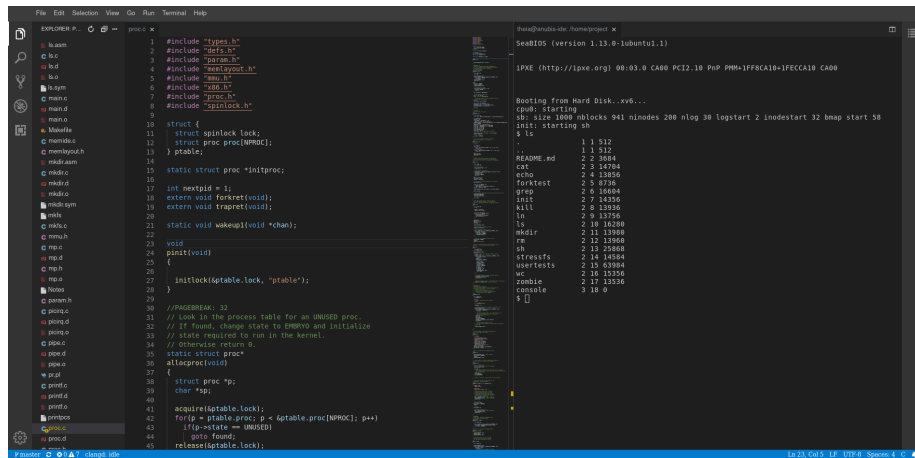 File Edit Selection View Go Run Terminal Help
EXPLORER: P...
ls.asm
ls.c
ls.d
ls.o
ls.sym
main.c
main.d
main.o
Makefile
memide.c
memlayout.h
mkdir.asm
mkdir.c
mkdir.d
mkdir.o
mkdir.sym
mkfs
mkfs.c
mmu.h
mp.c
mp.d
mp.h
mp.o
Notes
param.h
picirq.c
picirq.d
picirq.o
pipe.c
pipe.d
pipe.o
pr.pl
printf.c
printf.d
printf.o
printpcs
proc.c
proc.d
proc.h
proc.c x
1 #include "types.h"
2 #include "defs.h"
3 #include "param.h"
4 #include "memlayout.h"
5 #include "mmu.h"
6 #include "x86.h"
7 #include "proc.h"
8 #include "spinlock.h"
9
10 struct {
11 struct spinlock lock;
12 struct proc proc[NPROC];
13 } ptable;
14
15 static struct proc *initproc;
16
17 int nextpid = 1;
18 extern void forkret(void);
19 extern void trapret(void);
20
21 static void wakeup1(void *chan);
22
23 void
24 pinit(void)
25 {
26
27 initlock(&ptable.lock, "ptable");
28 }
29
30 //PAGEBREAK: 32
31 // Look in the process table for an UNUSED proc.
32 // If found, change state to EMBRYO and initialize
33 // state required to run in the kernel.
34 // Otherwise return 0.
35 static struct proc*
36 allocproc(void)
37 {
38 struct proc *p;
39 char *sp;
40
41 acquire(&ptable.lock);
42 for(p = ptable.proc; p < &ptable.proc[NPROC]; p++)
43 if(p->state == UNUSED)
44 goto found;
45 release(&ptable.lock);
theia@anubis-ide: /home/project x
SeaBIOS (version 1.13.0-1ubuntu1.1)
iPXE (http://ipxe.org) 00:03.0 CA00 PCI2.10 PnP PMM+1FF8CA10+1FECCA10 CA00
Booting from Hard Disk..xv6...
cpu0: starting
sb: size 1000 nblocks 941 ninodes 200 nlog 30 logstart 2 inodestart 32 bmap start 58
init: starting sh
$ ls
. 1 1 512
.. 1 1 512
README.md 2 2 3684
cat 2 3 14704
echo 2 4 13856
forktest 2 5 8736
grep 2 6 16604
init 2 7 14356
kill 2 8 13936
ln 2 9 13756
ls 2 10 16280
mkdir 2 11 13980
rm 2 12 13960
sh 2 13 25868
stressfs 2 14 14584
usertests 2 15 63984
wc 2 16 15356
zombie 2 17 13536
console 3 18 0
$
master 0 7 clangd: idle
Ln 23, Col 5 LF UTF-8 Spaces: 4 C